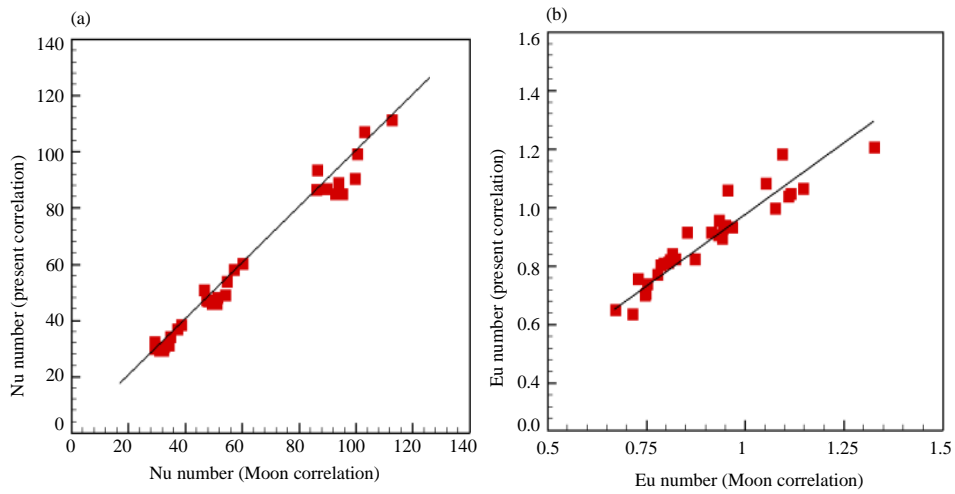 (a)
Nu number (present correlation)
140
120
100
80
60
40
20
0
0 20 40 60 80 100 120 140
Nu number (Moon correlation)
(b)
Eu number (present correlation)
1.6
1.4
1.2
1.0
0.8
0.6
0.4
0.0
0.5 0.75 1 1.25 1.5
Eu number (Moon correlation)